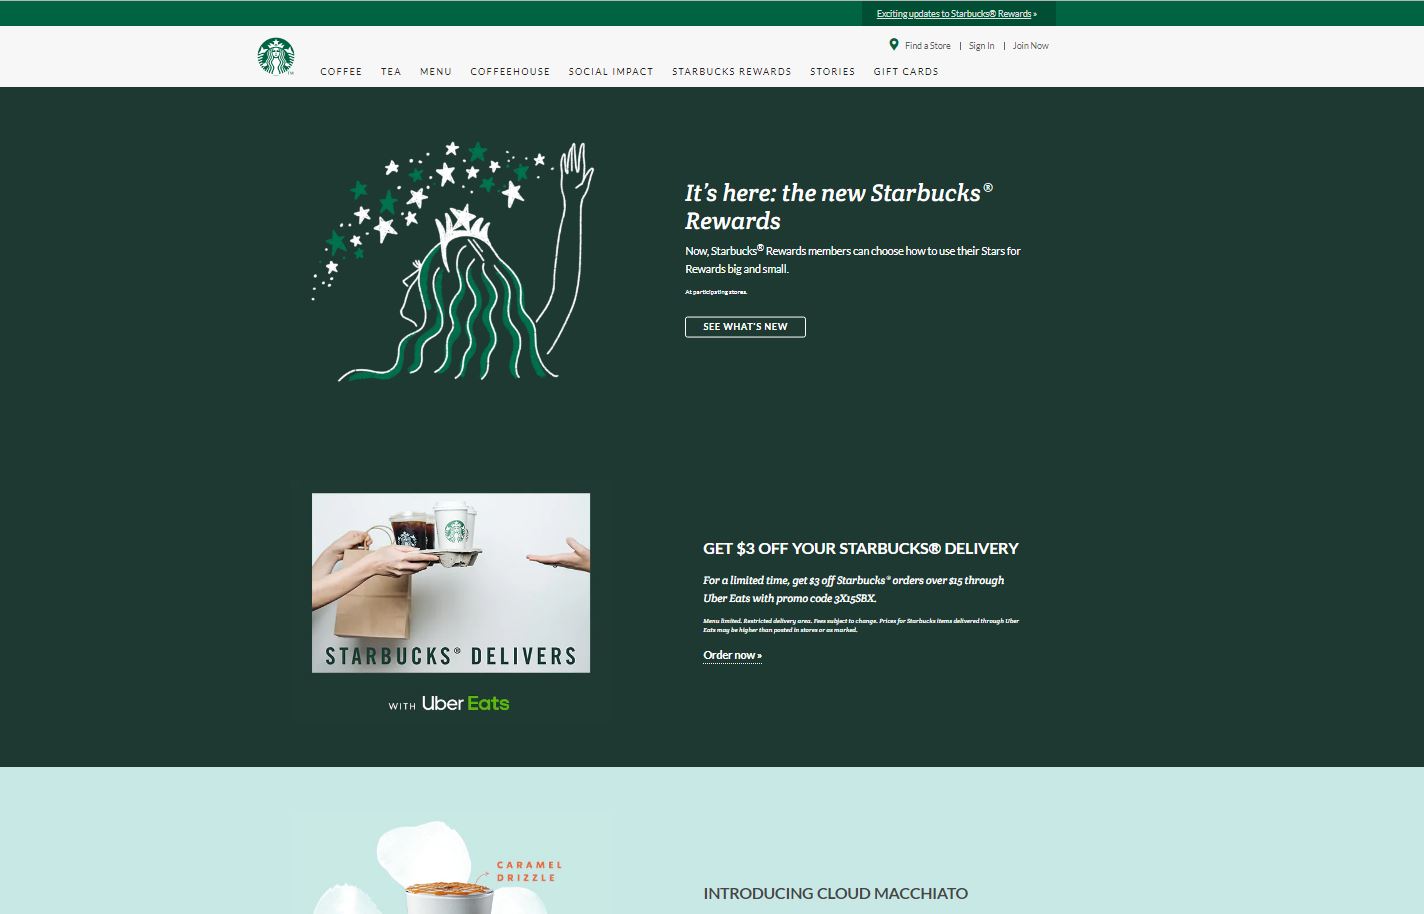 Exciting updates to Starbucks® Rewards »
Find a Store | Sign In | Join Now
COFFEE TEA MENU COFFEEHOUSE SOCIAL IMPACT STARBUCKS REWARDS STORIES GIFT CARDS
It's here: the new Starbucks®
Rewards
Now, Starbucks® Rewards members can choose how to use their Stars for
Rewards big and small.
At participating stores.
SEE WHAT'S NEW
STARBUCKS® DELIVERS
WITH Uber Eats
GET $3 OFF YOUR STARBUCKS® DELIVERY
For a limited time, get $3 off Starbucks® orders over $15 through
Uber Eats with promo code 3X15SBX.
Menu limited. Restricted delivery area. Fees subject to change. Prices for Starbucks items delivered through Uber
Eats may be higher than posted in stores or as marked.
Order now »
CARAMEL
DRIZZLE
INTRODUCING CLOUD MACCHIATO